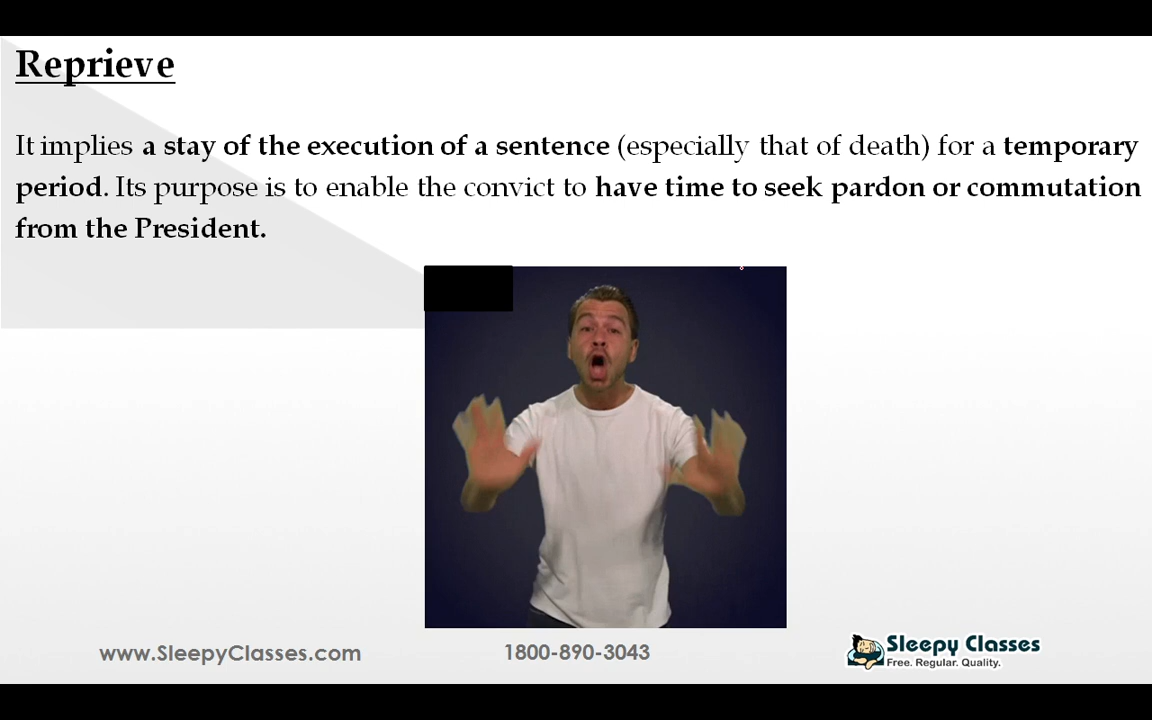 Reprieve
It implies a stay of the execution of a sentence (especially that of death) for a temporary
period. Its purpose is to enable the convict to have time to seek pardon or commutation
from the President.
www.SleepyClasses.com
1800-890-3043
Sleepy Classes
Free. Regular. Quality.